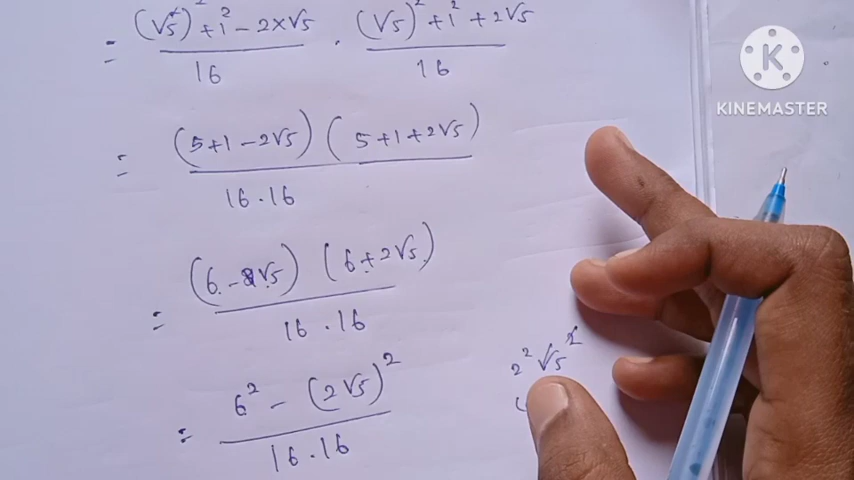 = (√5)² + 1² - 2×√5 / 16 . (√5)² + 1² + 2√5 / 16
K
KINEMASTER
= (5+1-2√5) (5+1+2√5) / 16.16
= (6-2√5) (6+2√5) / 16.16
2² √5²
= 6² - (2√5)² / 16.16